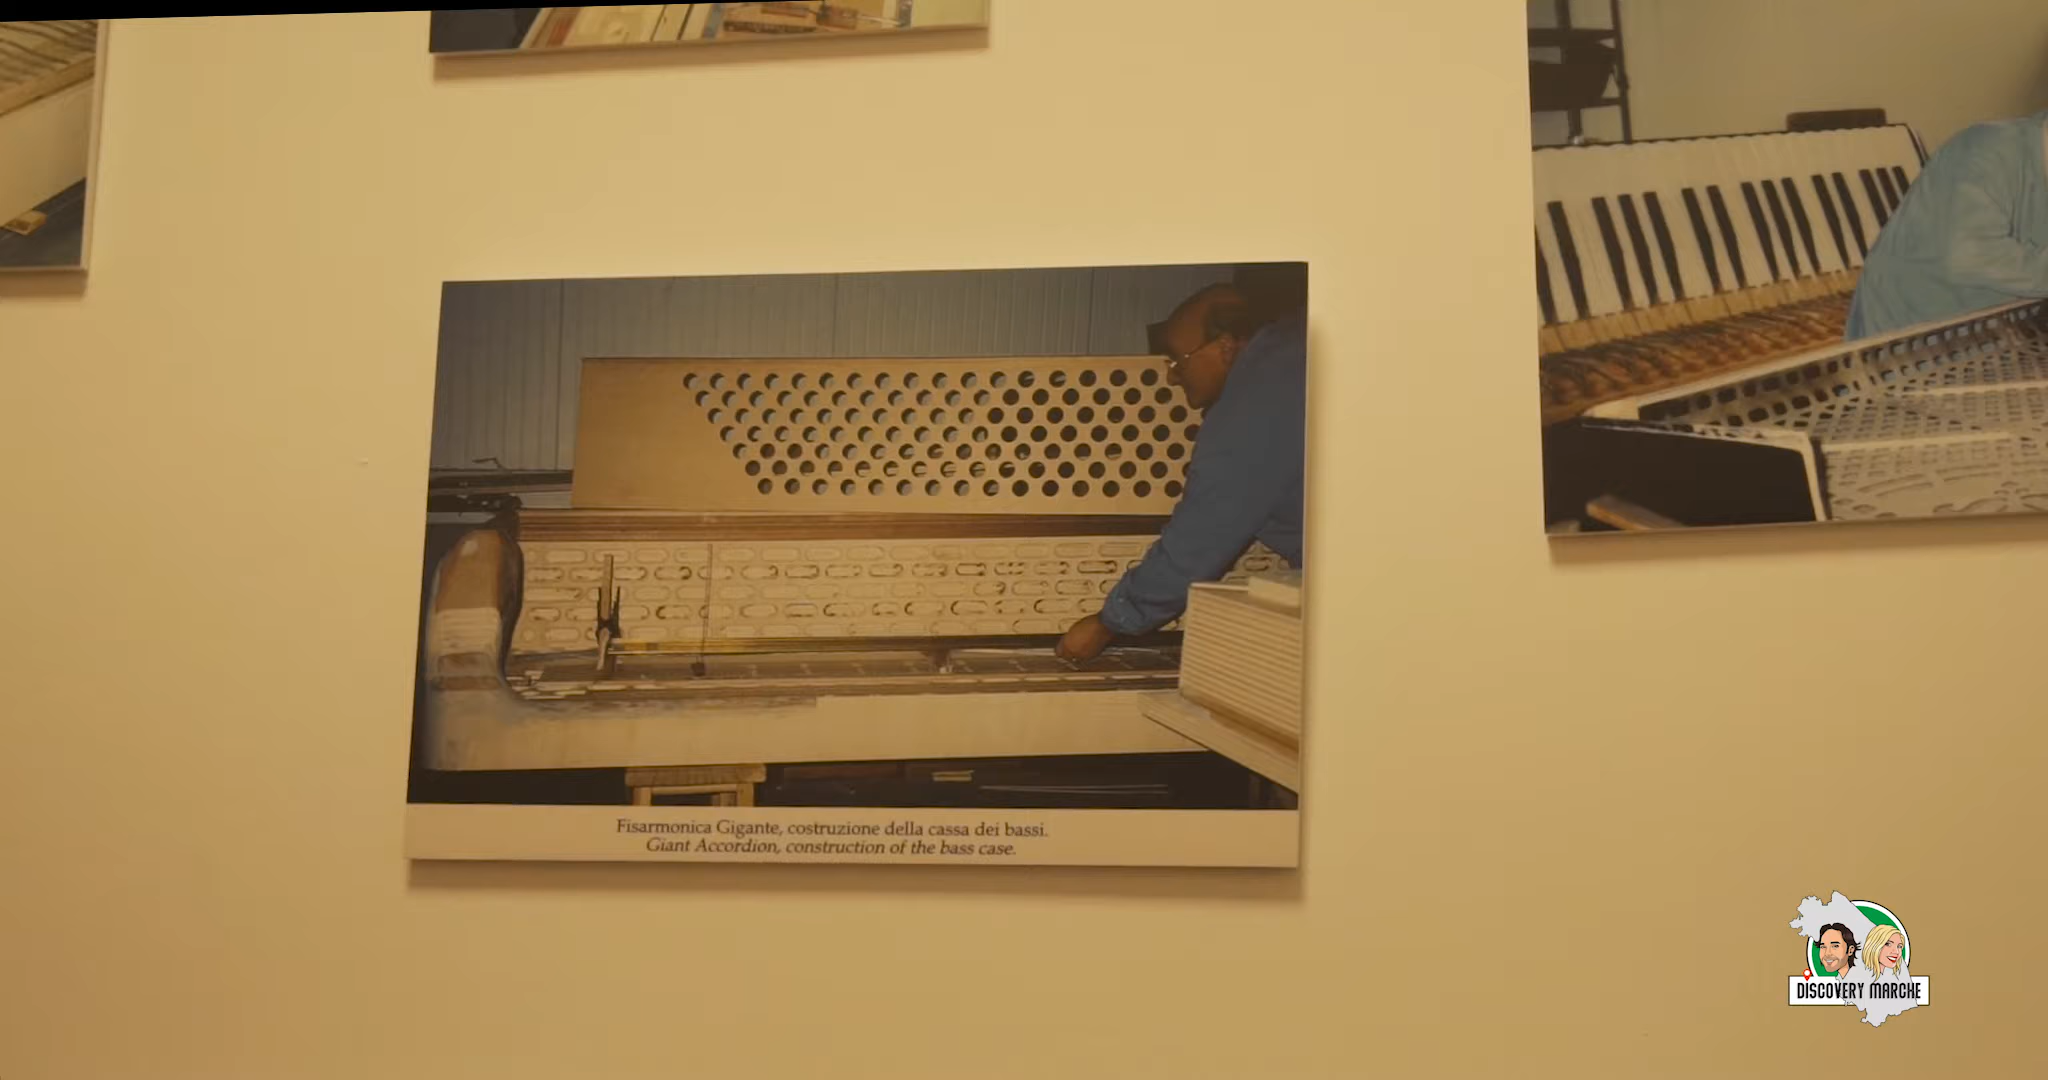 Fisarmonica Gigante, costruzione della cassa dei bassi.
Giant Accordion, construction of the bass case.
DISCOVERY MARCHE